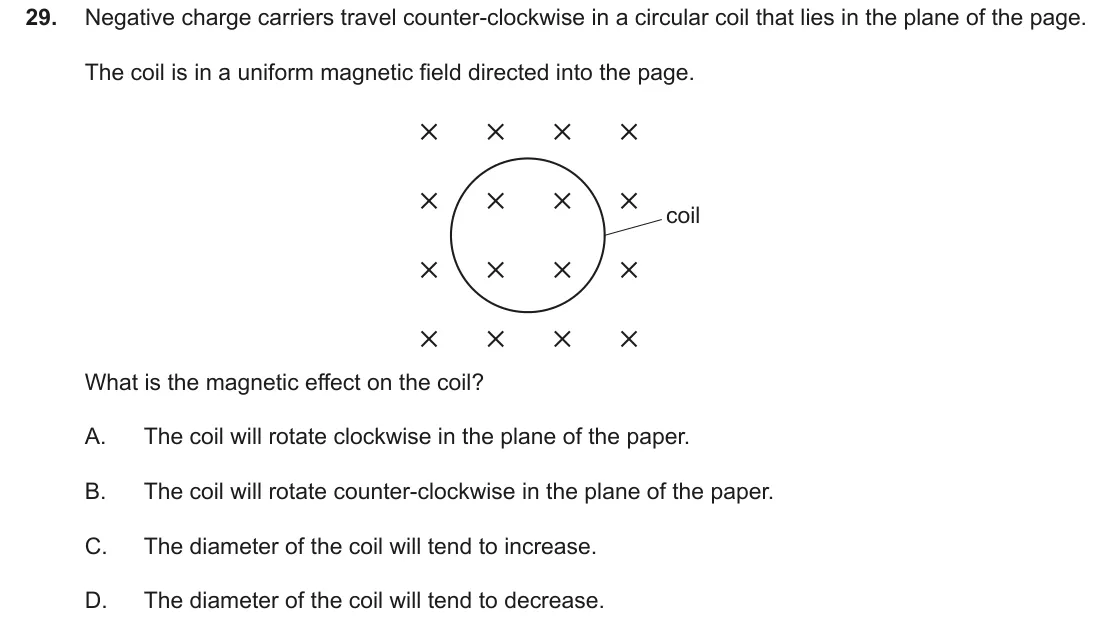 29. Negative charge carriers travel counter-clockwise in a circular coil that lies in the plane of the page.
The coil is in a uniform magnetic field directed into the page.
coil
What is the magnetic effect on the coil?
A. The coil will rotate clockwise in the plane of the paper.
B. The coil will rotate counter-clockwise in the plane of the paper.
C. The diameter of the coil will tend to increase.
D. The diameter of the coil will tend to decrease.